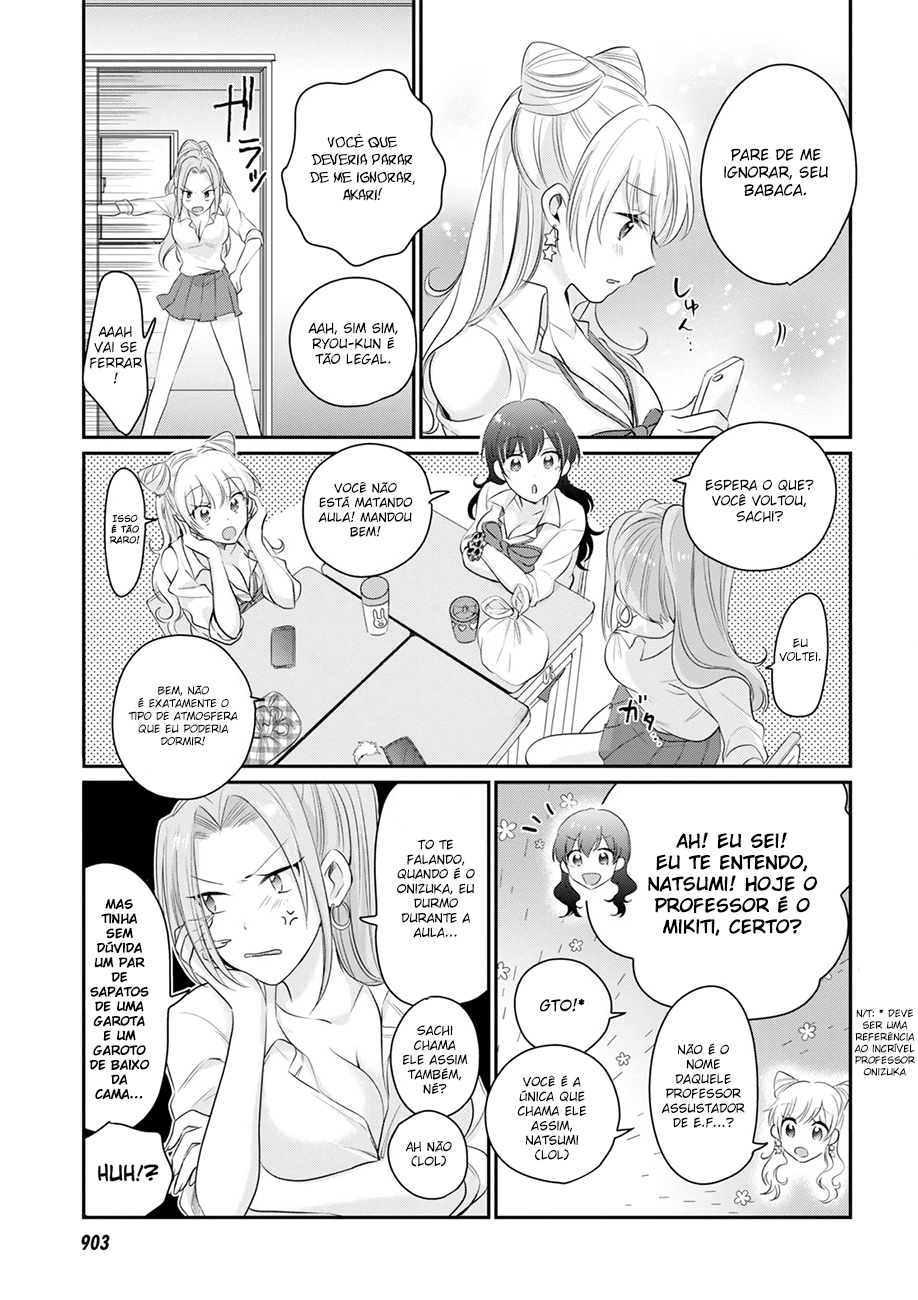 PARE DE ME
IGNORAR, SEU
BABACA.
しゅん…
VOCÊ QUE
DEVERIA PARAR
DE ME IGNORAR,
AKARI!
ガラッ
AAH, SIM SIM,
RYOU-KUN É
TÃO LEGAL.
AAAH
VAI SE
FERRAR
!
ESPERA O QUE?
VOCÊ VOLTOU,
SACHI?
EU
VOLTEI.
ガタ
VOCÊ NÃO
ESTÁ MATANDO
AULA! MANDOU
BEM!
ISSO
É TÃO
RARO!
BEM, NÃO
É EXATAMENTE O
TIPO DE ATMOSFERA
QUE EU PODERIA
DORMIR!
AH! EU SEI!
EU TE ENTENDO,
NATSUMI! HOJE O
PROFESSOR É O
MIKITI, CERTO?
GTO!*
NÃO É O
NOME
DAQUELE
PROFESSOR
ASSUSTADOR
DE E.F...?
VOCÊ É A
ÚNICA QUE
CHAMA ELE
ASSIM,
NATSUMI
(LOL)
N/T: * DEVE
SER UMA
REFERÊNCIA
AO INCRÍVEL
PROFESSOR
ONIZUKA
TO TE
FALANDO,
QUANDO É O
ONIZUKA, EU
DURMO
DURANTE A
AULA...
SACHI
CHAMA
ELE ASSIM
TAMBÉM,
NÉ?
AH NÃO
(LOL)
MAS
TINHA
SEM
DÚVIDA
UM PAR
DE
SAPATOS
DE UMA
GAROTA
E UM
GAROTO
DE BAIXO
DA
CAMA...
HUH!?
903